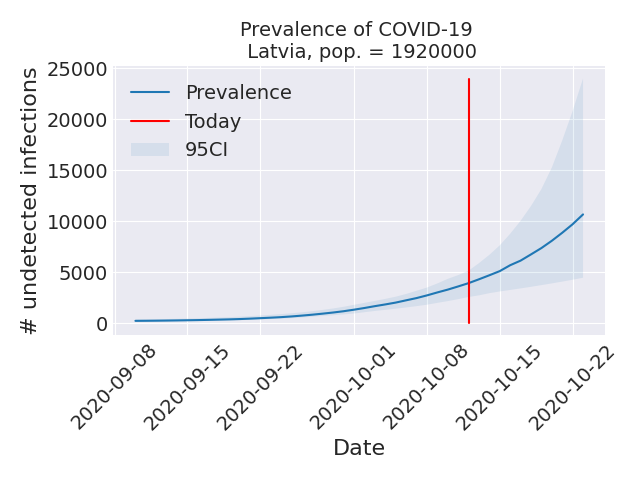 Prevalence of COVID-19
Latvia, pop. = 1920000
# undetected infections
25000
20000
15000
10000
5000
0
Prevalence
Today
95CI
2020-09-08
2020-09-15
2020-09-22
2020-10-01
2020-10-08
2020-10-15
2020-10-22
Date